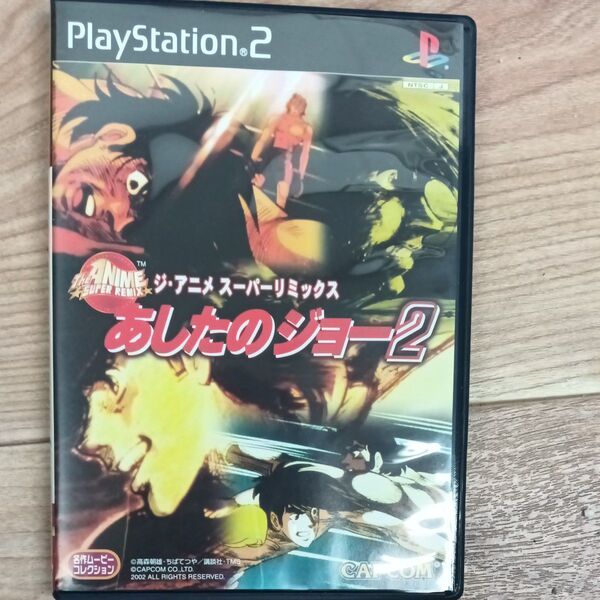 PlayStation®2
NTSC J
The ANIME
SUPER REMIX
TM
ジ・アニメ スーパーリミックス
あしたのジョー2
名作ムービー
コレクション
©高森朝雄・ちばてつや/講談社・TMS
©CAPCOM CO.,LTD.
2002 ALL RIGHTS RESERVED.
CAPCOM